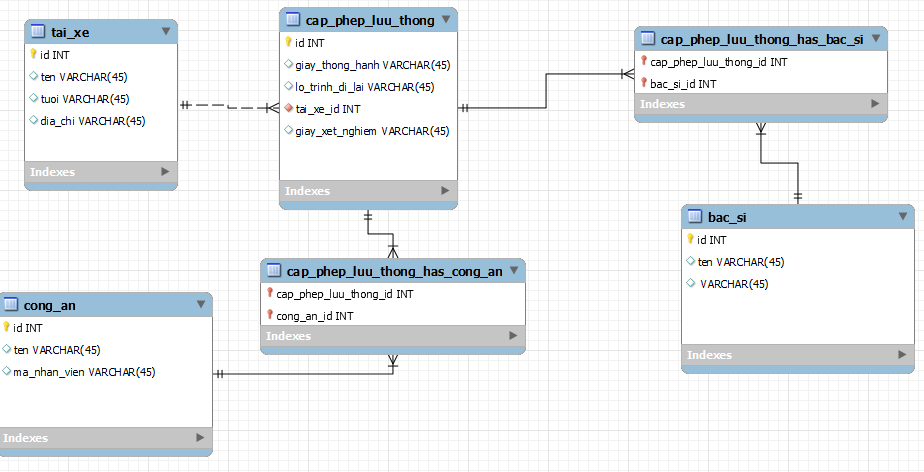 tai_xe
id INT
ten VARCHAR(45)
tuoi VARCHAR(45)
dia_chi VARCHAR(45)
Indexes
cap_phep_luu_thong
id INT
giay_thong_hanh VARCHAR(45)
lo_trinh_di_lai VARCHAR(45)
tai_xe_id INT
giay_xet_nghiem VARCHAR(45)
Indexes
cap_phep_luu_thong_has_bac_si
cap_phep_luu_thong_id INT
bac_si_id INT
Indexes
bac_si
id INT
ten VARCHAR(45)
VARCHAR(45)
Indexes
cap_phep_luu_thong_has_cong_an
cap_phep_luu_thong_id INT
cong_an_id INT
Indexes
cong_an
id INT
ten VARCHAR(45)
ma_nhan_vien VARCHAR(45)
Indexes